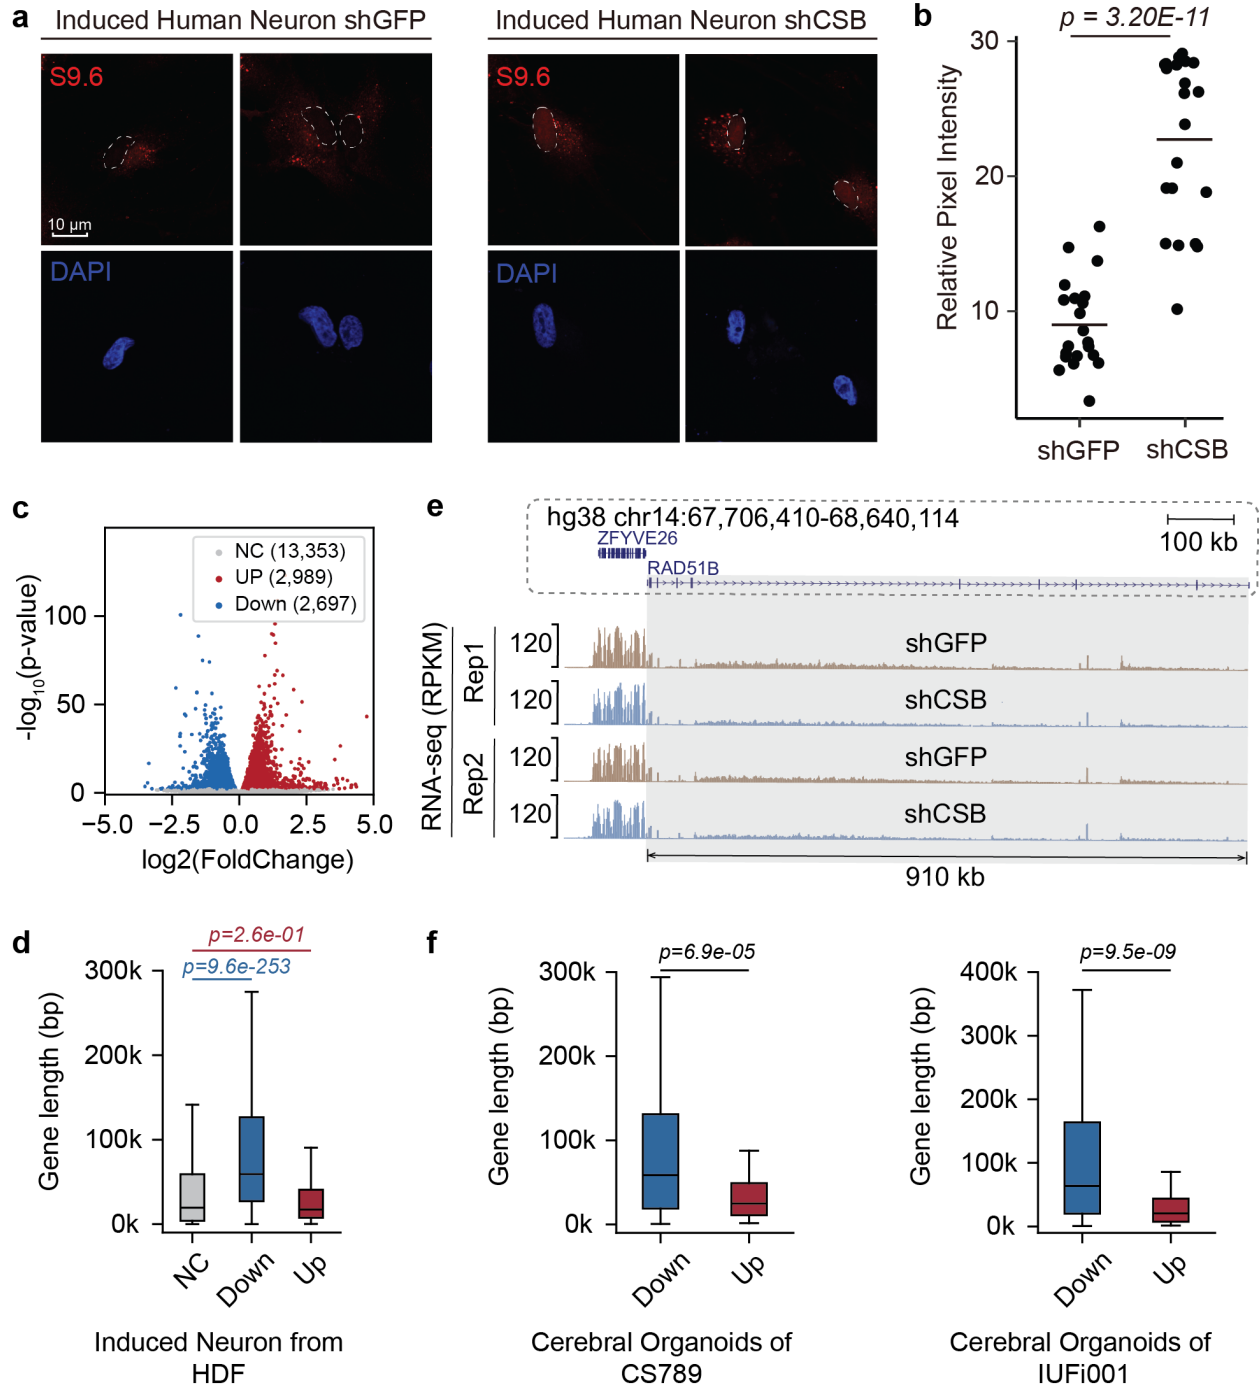 a
Induced Human Neuron shGFP
Induced Human Neuron shCSB
S9.6
S9.6
10 µm
DAPI
DAPI
b
p = 3.20E-11
Relative Pixel Intensity
30
20
10
shGFP
shCSB
c
-log10(p-value)
100
50
0
NC (13,353)
UP (2,989)
Down (2,697)
−5.0
−2.5
0.0
2.5
5.0
log2(FoldChange)
e
hg38 chr14:67,706,410-68,640,114
100 kb
ZFYVE26
RAD51B
RNA-seq (RPKM)
Rep1
120
shGFP
120
shCSB
Rep2
120
shGFP
120
shCSB
910 kb
d
p=2.6e-01
p=9.6e-253
Gene length (bp)
300k
200k
100k
0k
NC
Down
Up
Induced Neuron from
HDF
f
p=6.9e-05
Gene length (bp)
300k
200k
100k
0k
Down
Up
Cerebral Organoids of
CS789
p=9.5e-09
Gene length (bp)
400k
300k
200k
100k
0k
Down
Up
Cerebral Organoids of
IUFi001